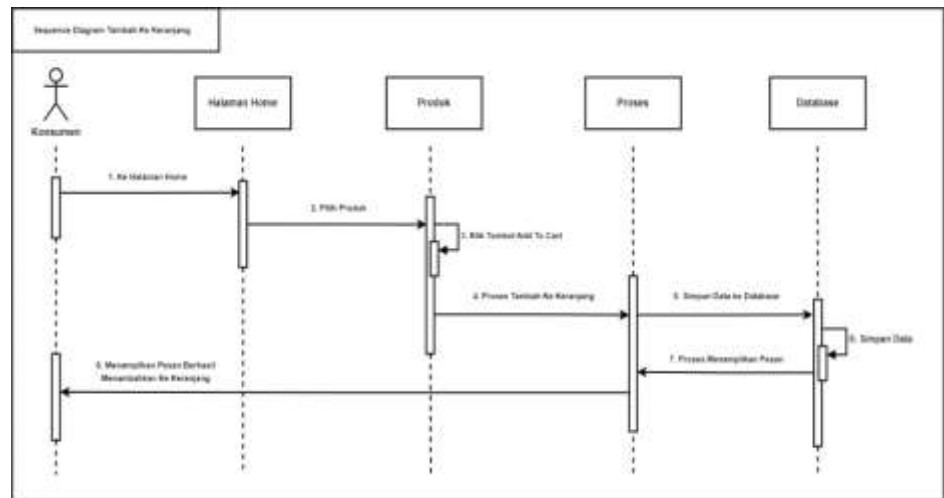 Sequence Diagram Tambah Ke Keranjang
Konsumen
Halaman Home
Produk
Proses
Database
1. Ke Halaman Home
2. Pilih Produk
3. Klik Tombol Add To Cart
4. Proses Tambah Ke Keranjang
5. Simpan Data ke Database
6. Simpan Data
7. Proses Menampilkan Pesan
Menampilkan Pesan Berhasil
Menambahkan Ke Keranjang